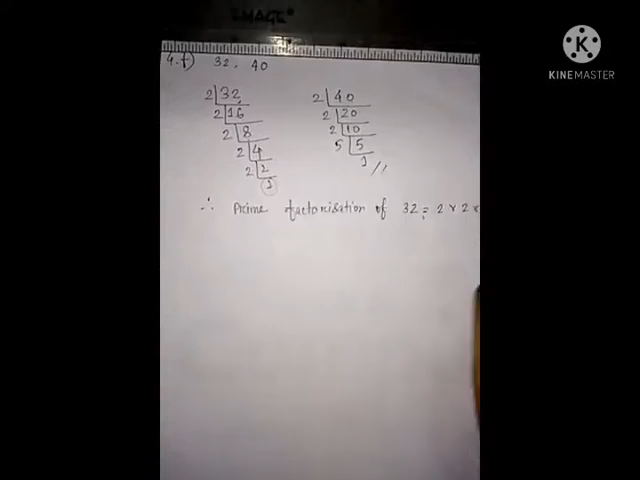 IMAGE"
4.f) 32, 40
2 32 2 40
2 16 2 20
2 8 2 10
2 4 5 5
2 2 1 //
1
∴ Prime factorisation of 32 = 2 × 2 ×
K
KINEMASTER